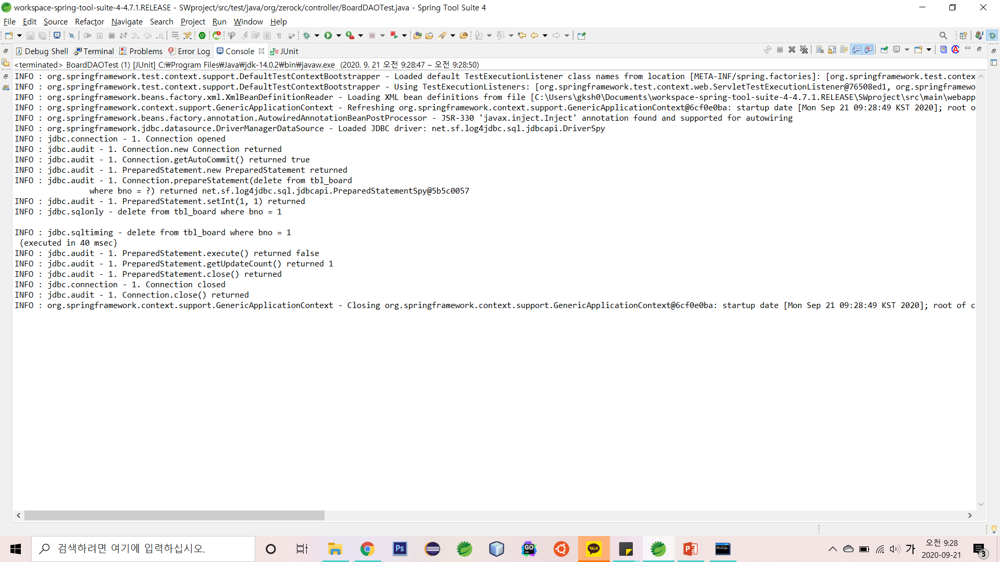 workspace-spring-tool-suite-4-4.7.1.RELEASE - SWproject/src/test/java/org/zerock/controller/BoardDAOTest.java - Spring Tool Suite 4
File Edit Source Refactor Navigate Search Project Run Window Help
Debug Shell Terminal Problems Error Log Console JUnit
<terminated> BoardDAOTest (1) [JUnit] C:₩Program Files₩Java₩jdk-14.0.2₩bin₩javaw.exe (2020. 9. 21 오전 9:28:47 – 오전 9:28:50)
INFO : org.springframework.test.context.support.DefaultTestContextBootstrapper - Loaded default TestExecutionListener class names from location [META-INF/spring.factories]: [org.springframework.test.contex
INFO : org.springframework.test.context.support.DefaultTestContextBootstrapper - Using TestExecutionListeners: [org.springframework.test.context.web.ServletTestExecutionListener@76508ed1, org.springframewo
INFO : org.springframework.beans.factory.xml.XmlBeanDefinitionReader - Loading XML bean definitions from file [C:\Users\gksh0\Documents\workspace-spring-tool-suite-4-4.7.1.RELEASE\SWproject\src\main\webapp
INFO : org.springframework.context.support.GenericApplicationContext - Refreshing org.springframework.context.support.GenericApplicationContext@6cf0e0ba: startup date [Mon Sep 21 09:28:49 KST 2020]; root o
INFO : org.springframework.beans.factory.annotation.AutowiredAnnotationBeanPostProcessor - JSR-330 'javax.inject.Inject' annotation found and supported for autowiring
INFO : org.springframework.jdbc.datasource.DriverManagerDataSource - Loaded JDBC driver: net.sf.log4jdbc.sql.jdbcapi.DriverSpy
INFO : jdbc.connection - 1. Connection opened
INFO : jdbc.audit - 1. Connection.new Connection returned
INFO : jdbc.audit - 1. Connection.getAutoCommit() returned true
INFO : jdbc.audit - 1. PreparedStatement.new PreparedStatement returned
INFO : jdbc.audit - 1. Connection.prepareStatement(delete from tbl_board
where bno = ?) returned net.sf.log4jdbc.sql.jdbcapi.PreparedStatementSpy@5b5c0057
INFO : jdbc.audit - 1. PreparedStatement.setInt(1, 1) returned
INFO : jdbc.sqlonly - delete from tbl_board where bno = 1
INFO : jdbc.sqltiming - delete from tbl_board where bno = 1
{executed in 40 msec}
INFO : jdbc.audit - 1. PreparedStatement.execute() returned false
INFO : jdbc.audit - 1. PreparedStatement.getUpdateCount() returned 1
INFO : jdbc.audit - 1. PreparedStatement.close() returned
INFO : jdbc.connection - 1. Connection closed
INFO : jdbc.audit - 1. Connection.close() returned
INFO : org.springframework.context.support.GenericApplicationContext - Closing org.springframework.context.support.GenericApplicationContext@6cf0e0ba: startup date [Mon Sep 21 09:28:49 KST 2020]; root of c
검색하려면 여기에 입력하십시오.
Ps
GO
TALK
MySQL
가
오전 9:28
2020-09-21
3